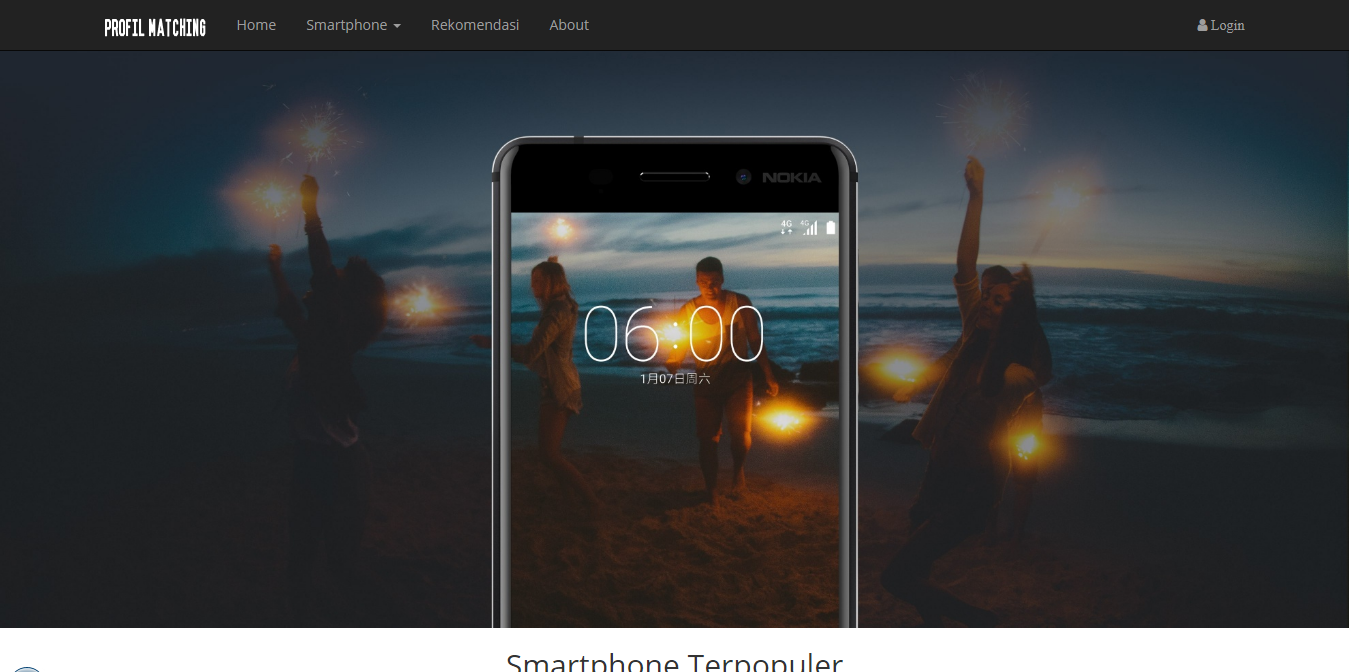 PROFIL MATCHING Home Smartphone Rekomendasi About Login
NOKIA
4G 4G
06:00
1月07日周六
Smartphone Terpopuler